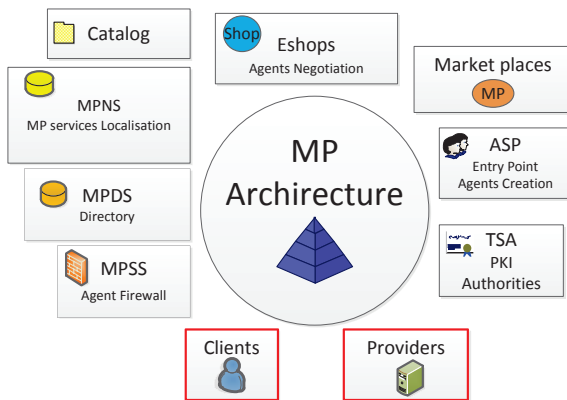 Catalog
Shop
Eshops
Agents Negotiation
Market places
MP
MPNS
MP services Localisation
MP
Archirecture
ASP
Entry Point
Agents Creation
MPDS
Directory
TSA
PKI
Authorities
MPSS
Agent Firewall
Clients
Providers